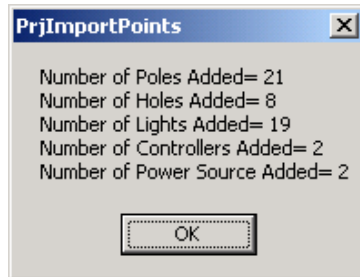 PrjImportPoints
Number of Poles Added= 21
Number of Holes Added= 8
Number of Lights Added= 19
Number of Controllers Added= 2
Number of Power Source Added= 2
OK